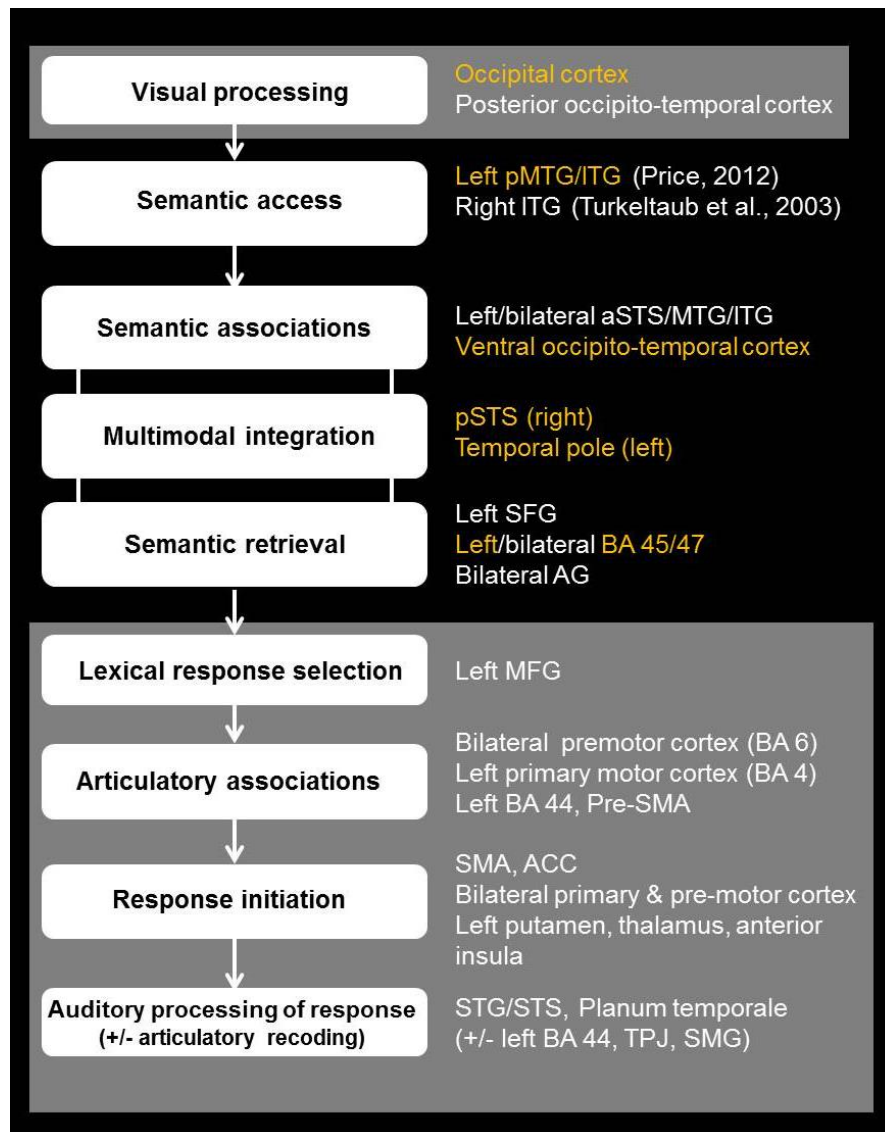 Visual processing
Occipital cortex
Posterior occipito-temporal cortex
Semantic access
Left pMTG/ITG (Price, 2012)
Right ITG (Turkeltaub et al., 2003)
Semantic associations
Left/bilateral aSTS/MTG/ITG
Ventral occipito-temporal cortex
Multimodal integration
pSTS (right)
Temporal pole (left)
Semantic retrieval
Left SFG
Left/bilateral BA 45/47
Bilateral AG
Lexical response selection
Left MFG
Articulatory associations
Bilateral premotor cortex (BA 6)
Left primary motor cortex (BA 4)
Left BA 44, Pre-SMA
Response initiation
SMA, ACC
Bilateral primary & pre-motor cortex
Left putamen, thalamus, anterior
insula
Auditory processing of response
(+/- articulatory recoding)
STG/STS, Planum temporale
(+/- left BA 44, TPJ, SMG)